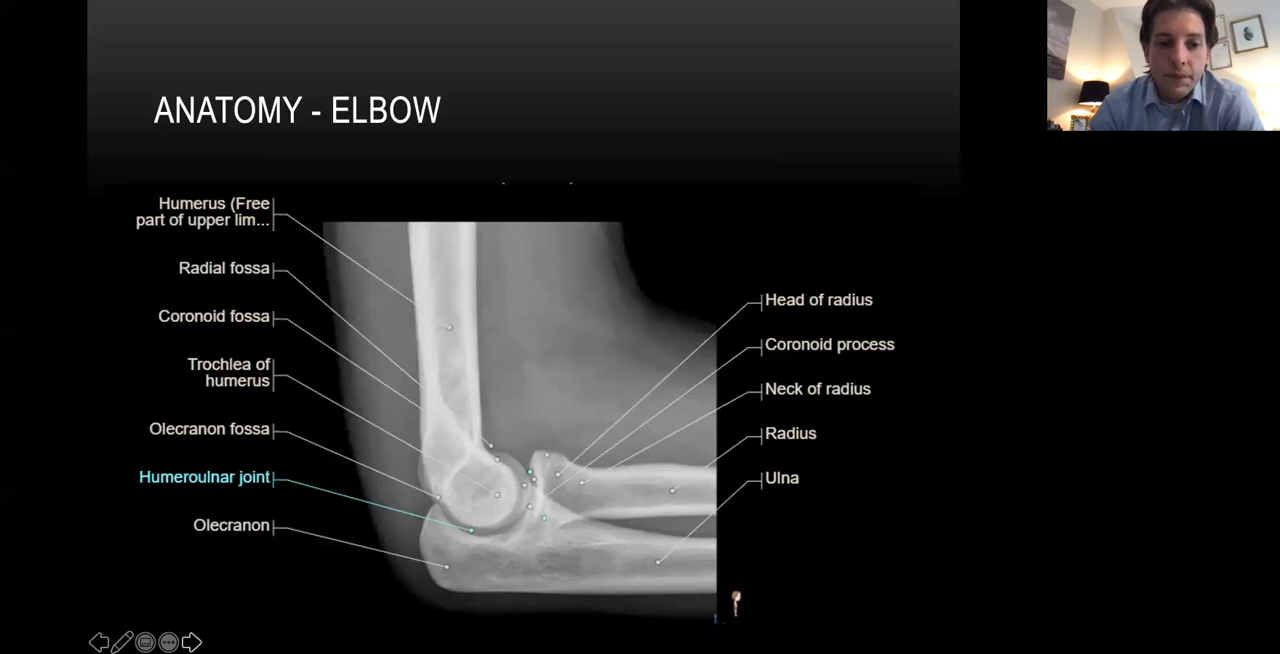 ANATOMY - ELBOW
Humerus (Free
part of upper lim...
Radial fossa
Coronoid fossa
Trochlea of
humerus
Olecranon fossa
Humeroulnar joint
Olecranon
Head of radius
Coronoid process
Neck of radius
Radius
Ulna